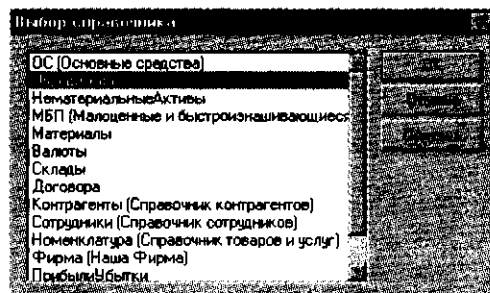 Выбор справочника
ОС (Основные средства)
НематериальныеАктивы
МБП (Малоценные и быстроизнашивающиеся
Материалы
Валюты
Склады
Договора
Контрагенты (Справочник контрагентов)
Сотрудники (Справочник сотрудников)
Номенклатура (Справочник товаров и услуг)
Фирма (Наша Фирма)
ПрибылиУбытки